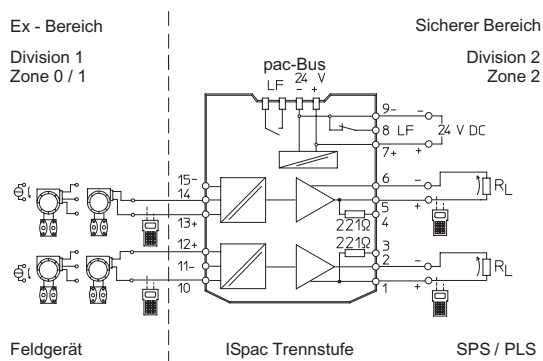 Ex - Bereich
Sicherer Bereich
Division 1
Zone 0 / 1
Division 2
Zone 2
pac-Bus
LF 24 V
- +
9-
8 LF
24 V DC
7+
- +
15-
14
13+
6
5
4
- +
RL
221Ω
221Ω
12+
11-
10
3
2
1
- +
RL
Feldgerät
ISpac Trennstufe
SPS / PLS